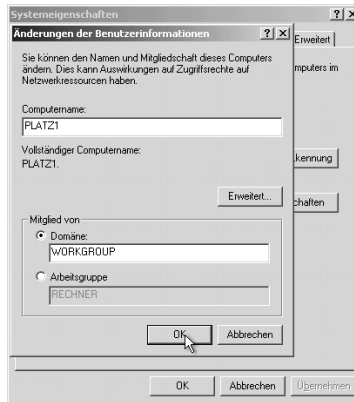 Systemeigenschaften
Änderungen der Benutzerinformationen
Erweitert
Sie können den Namen und Mitgliedschaft dieses Computers
ändern. Dies kann Auswirkungen auf Zugriffsrechte auf
Netzwerkressourcen haben.
mputers im
Computername:
PLATZ1
Vollständiger Computername:
PLATZ1.
kennung
Erweitert...
chaften
Mitglied von
Domäne:
WORKGROUP
Arbeitsgruppe
RECHNER
OK Abbrechen
OK Abbrechen Übernehmen